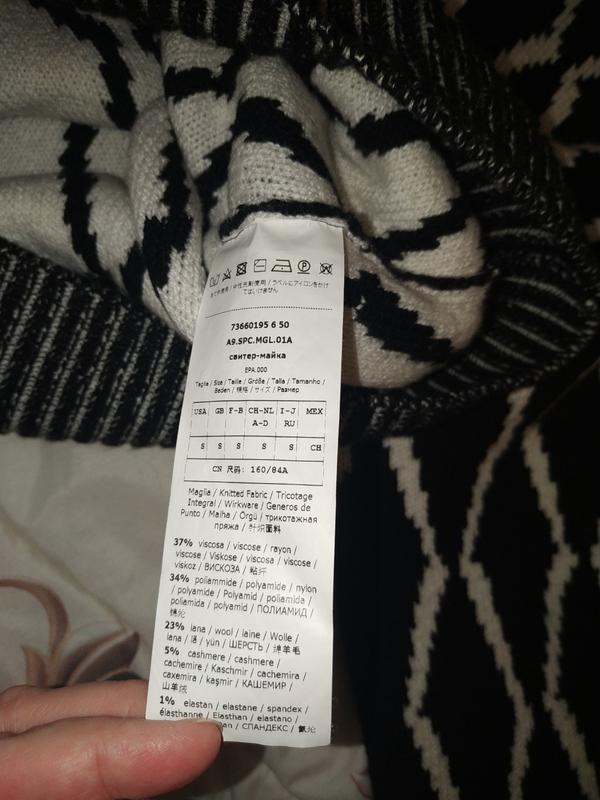 73660195 6 50
A9.SPC.MGL.01A
свитер-майка
EPA.000
Taglia / Size / Taille / Größe / Talla / Tamanho /
Beden / 规格 / サイズ / Размер
USA GB F-B CH-NL I-J MEX
A-D RU
S S S S S CH
CN 尺码: 160/84A
Maglia / Knitted Fabric / Tricotage
Integral / Wirkware / Generos de
Punto / Malha / Örgü / трикотажная
пряжа / 针织面料
37% viscosa / viscose / rayon /
viscose / Viskose / viscosa / viscose /
viskoz / ВИСКОЗА / 粘纤
34% poliammide / polyamide / nylon
/ polyamide / Polyamid / poliamida /
poliamida / polyamid / ПОЛИАМИД /
锦纶
23% lana / wool / laine / Wolle /
lana / lã / yün / ШЕРСТЬ / 绵羊毛
5% cashmere / cashmere /
cachemire / Kaschmir / cachemira /
caxemira / kaşmir / КАШЕМИР /
山羊绒
1% elastan / elastane / spandex /
élasthanne / Elasthan / elastano /
/ СПАНДЕКС / 氨纶